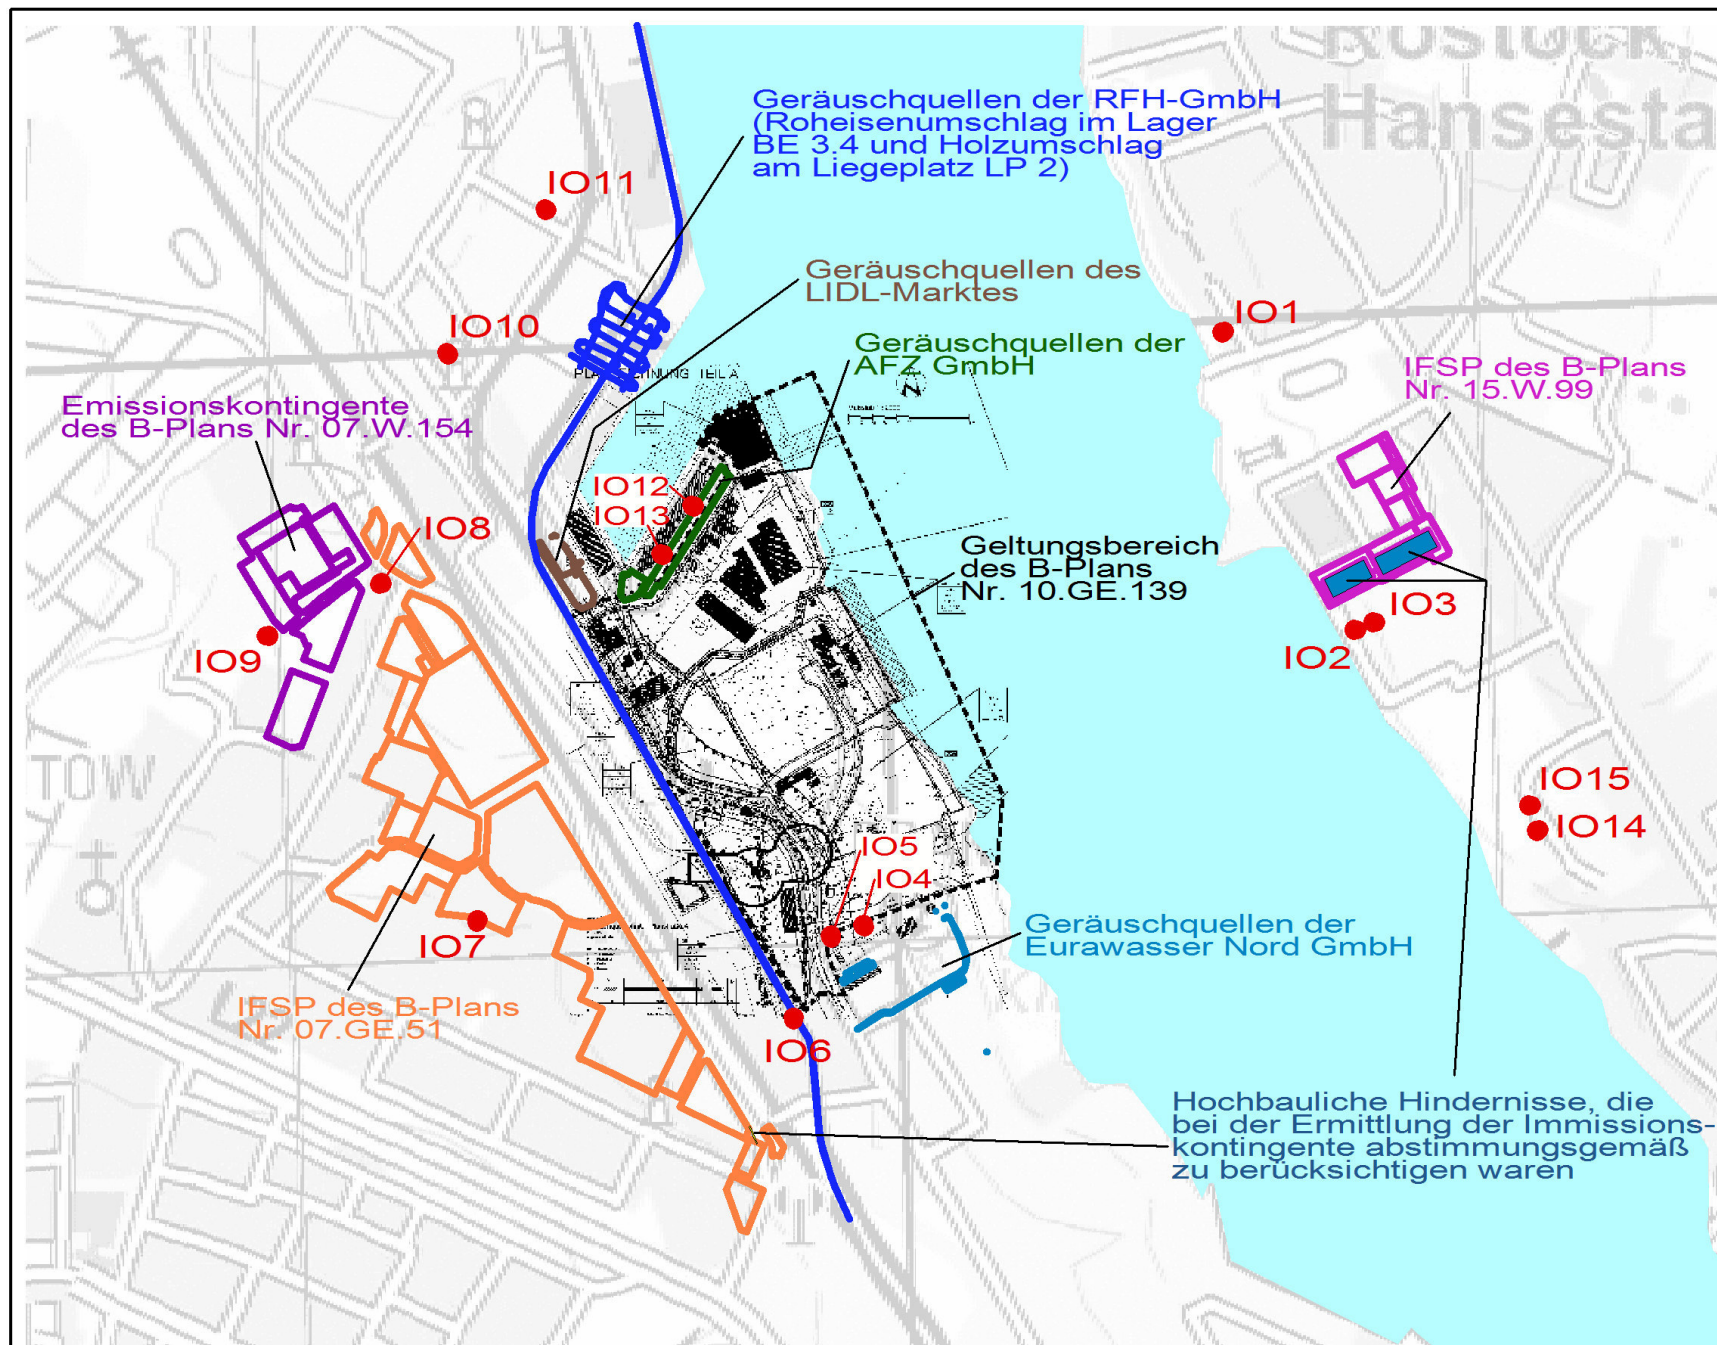 Rostock,
Hansesta
Geräuschquellen der RFH-GmbH
(Roheisenumschlag im Lager
BE 3.4 und Holzumschlag
am Liegeplatz LP 2)
IO11
Geräuschquellen des
LIDL-Marktes
IO10
IO1
Geräuschquellen der
AFZ GmbH
IFSP des B-Plans
Nr. 15.W.99
TEIL A
N
Emissionskontingente
des B-Plans Nr. 07.W.154
IO12
IO13
IO8
Geltungsbereich
des B-Plans
Nr. 10.GE.139
IO3
IO2
IO9
TOW
IO15
IO14
IO5
IO4
IO7
Geräuschquellen der
Eurawasser Nord GmbH
IFSP des B-Plans
Nr. 07.GE.51
IO6
Hochbauliche Hindernisse, die
bei der Ermittlung der Immissions-
kontingente abstimmungsgemäß
zu berücksichtigen waren